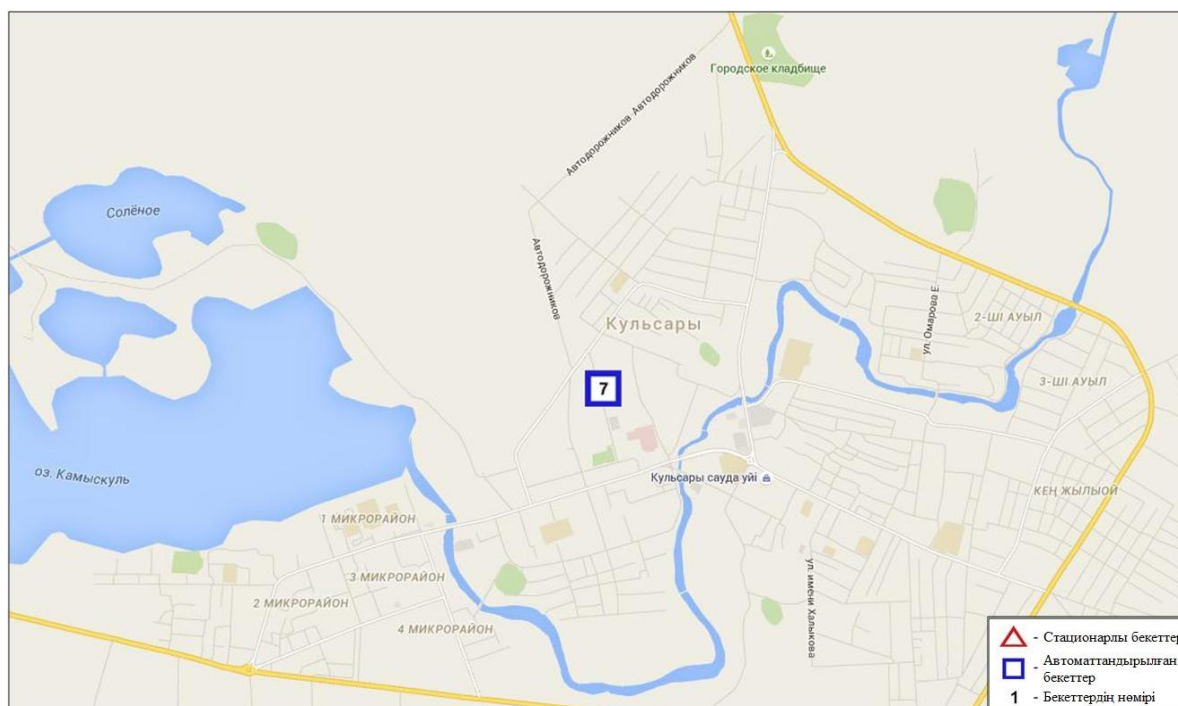 Городское кладбище
Автодорожников Автодорожников
Солёное
Автодорожников
Кульсары
ул. Омарова Е.
2-ШІ АУЫЛ
3-ШІ АУЫЛ
7
оз. Камыскуль
Кульсары сауда уйі
КЕҢ ЖЫЛЫОЙ
1 МИКРОРАЙОН
3 МИКРОРАЙОН
2 МИКРОРАЙОН
4 МИКРОРАЙОН
ул. имени Халыкова
- Стационарлы бекеттер
- Автоматтандырылған
бекеттер
1 - Бекеттердің нөмірі